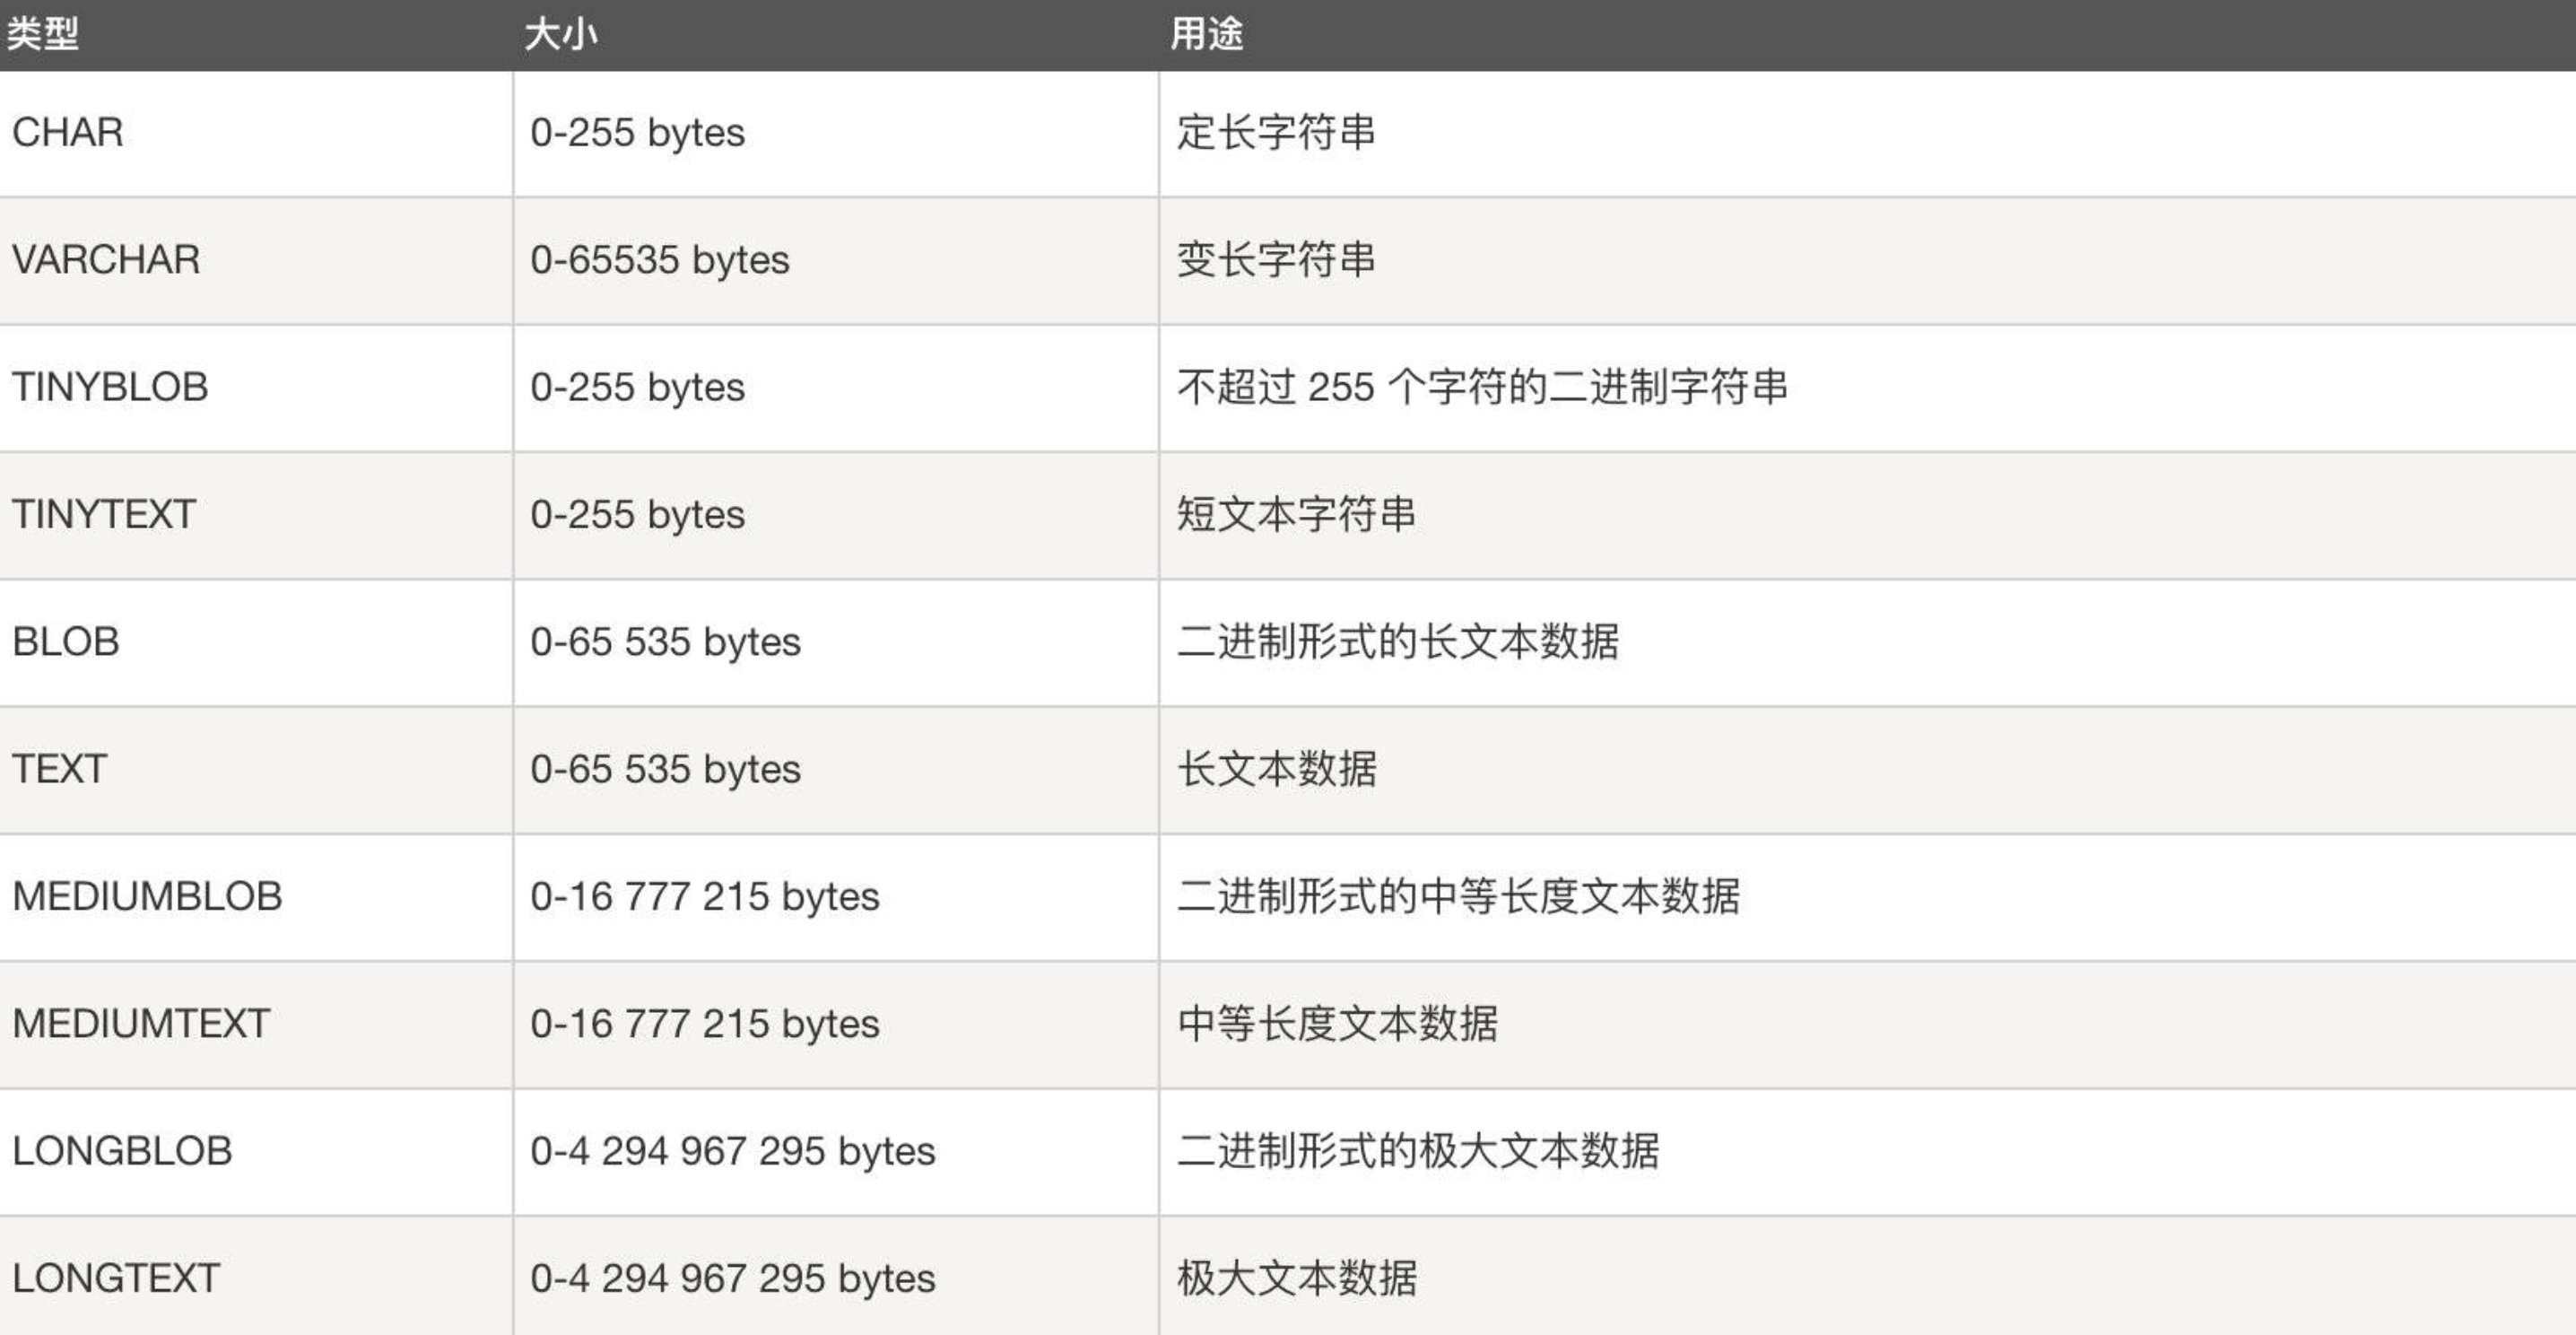 类型 大小 用途
CHAR 0-255 bytes 定长字符串
VARCHAR 0-65535 bytes 变长字符串
TINYBLOB 0-255 bytes 不超过 255 个字符的二进制字符串
TINYTEXT 0-255 bytes 短文本字符串
BLOB 0-65 535 bytes 二进制形式的长文本数据
TEXT 0-65 535 bytes 长文本数据
MEDIUMBLOB 0-16 777 215 bytes 二进制形式的中等长度文本数据
MEDIUMTEXT 0-16 777 215 bytes 中等长度文本数据
LONGBLOB 0-4 294 967 295 bytes 二进制形式的极大文本数据
LONGTEXT 0-4 294 967 295 bytes 极大文本数据